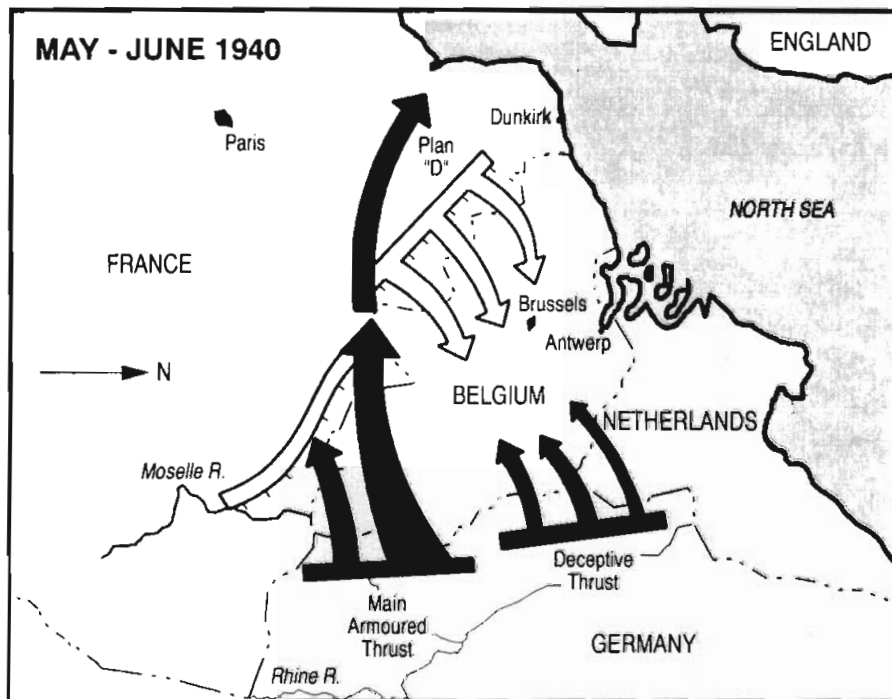 MAY - JUNE 1940
ENGLAND
Paris
Dunkirk
Plan
"D"
NORTH SEA
FRANCE
Brussels
Antwerp
N
BELGIUM
NETHERLANDS
Moselle R.
Deceptive
Thrust
Main
Armoured
Thrust
GERMANY
Rhine R.